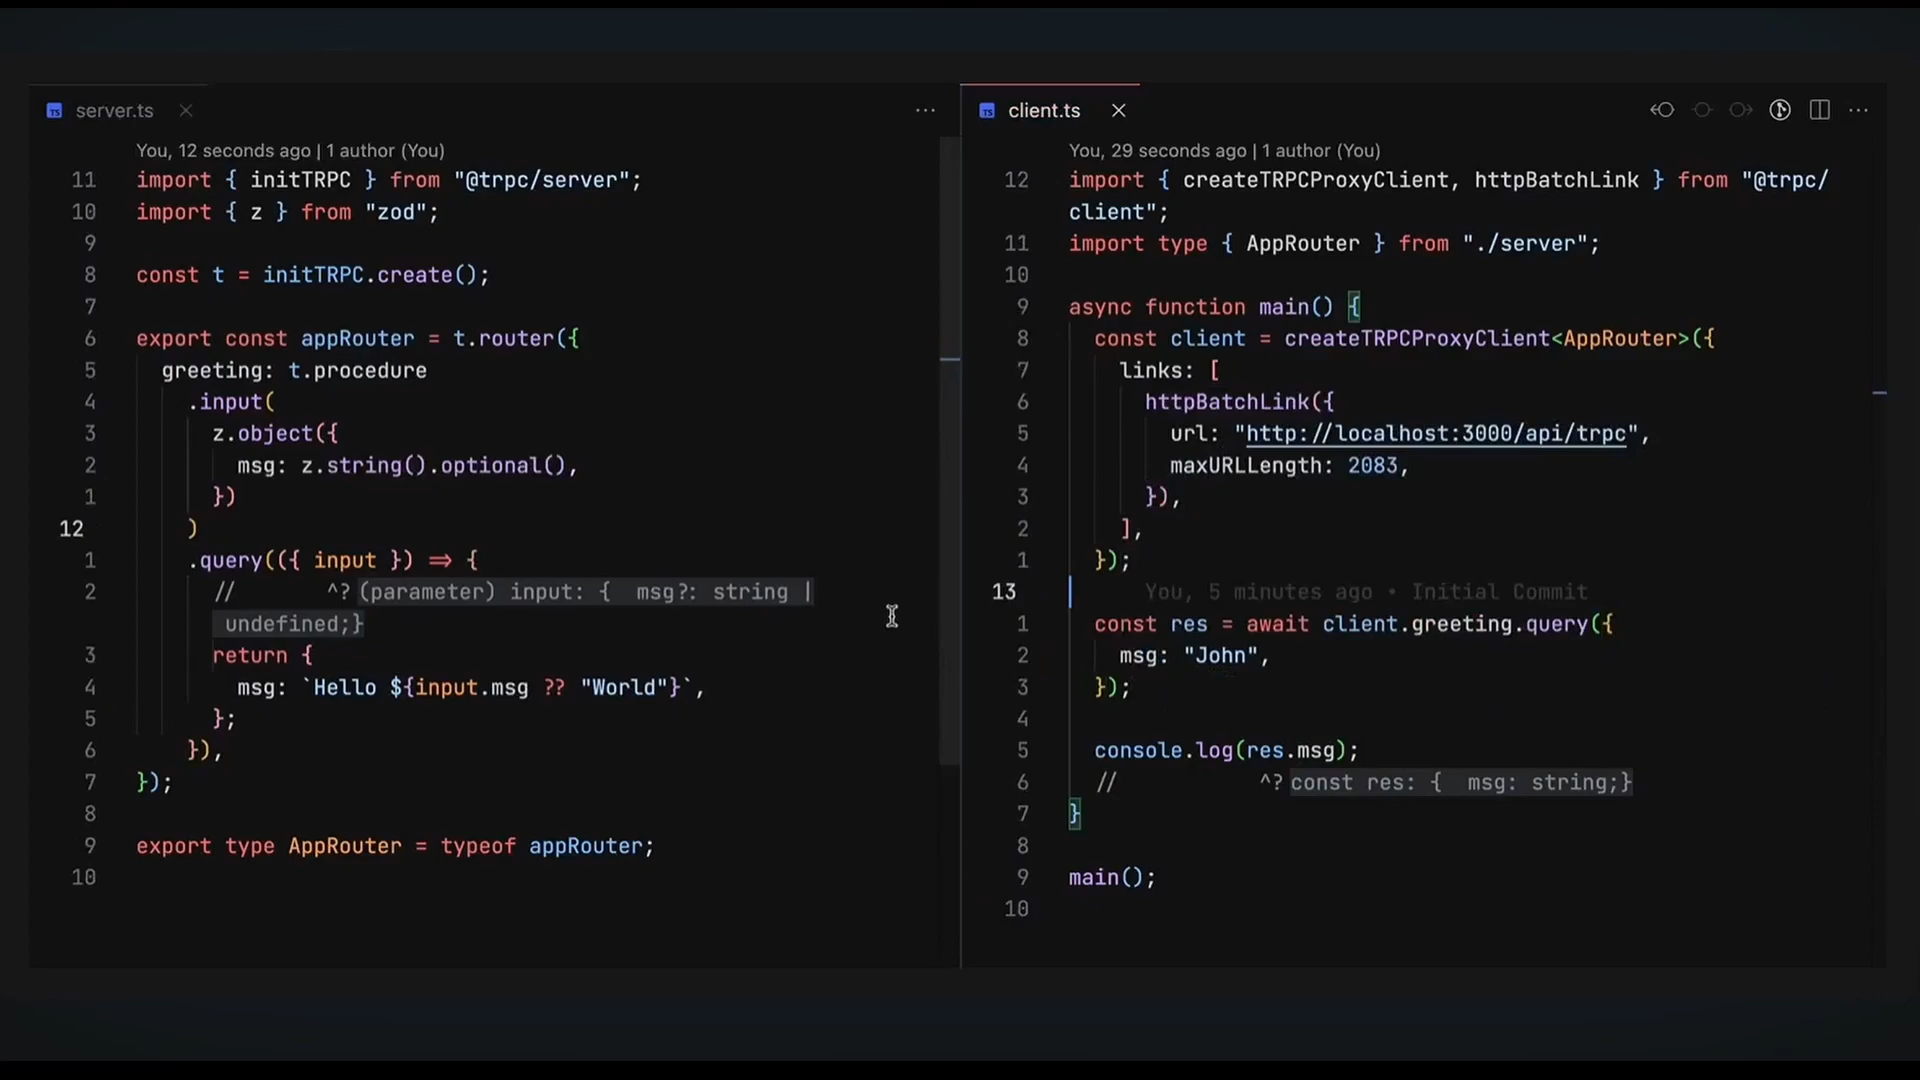 server.ts
You, 12 seconds ago | 1 author (You)
11 import { initTRPC } from "@trpc/server";
10 import { z } from "zod";
9
8 const t = initTRPC.create();
7
6 export const appRouter = t.router({
5 greeting: t.procedure
4 .input(
3 z.object({
2 msg: z.string().optional(),
1 })
12 )
1 .query(({ input }) => {
2 // ^? (parameter) input: {  msg?: string |
undefined;}
3 return {
4 msg: `Hello ${input.msg ?? "World"}`,
5 };
6 }),
7 });
8
9 export type AppRouter = typeof appRouter;
10
client.ts
You, 29 seconds ago | 1 author (You)
12 import { createTRPCProxyClient, httpBatchLink } from "@trpc/
client";
11 import type { AppRouter } from "./server";
10
9 async function main() {
8 const client = createTRPCProxyClient<AppRouter>({
7 links: [
6 httpBatchLink({
5 url: "http://localhost:3000/api/trpc",
4 maxURLLength: 2083,
3 }),
2 ],
1 });
13 You, 5 minutes ago • Initial Commit
1 const res = await client.greeting.query({
2 msg: "John",
3 });
4
5 console.log(res.msg);
6 // ^? const res: {  msg: string;}
7 }
8
9 main();
10